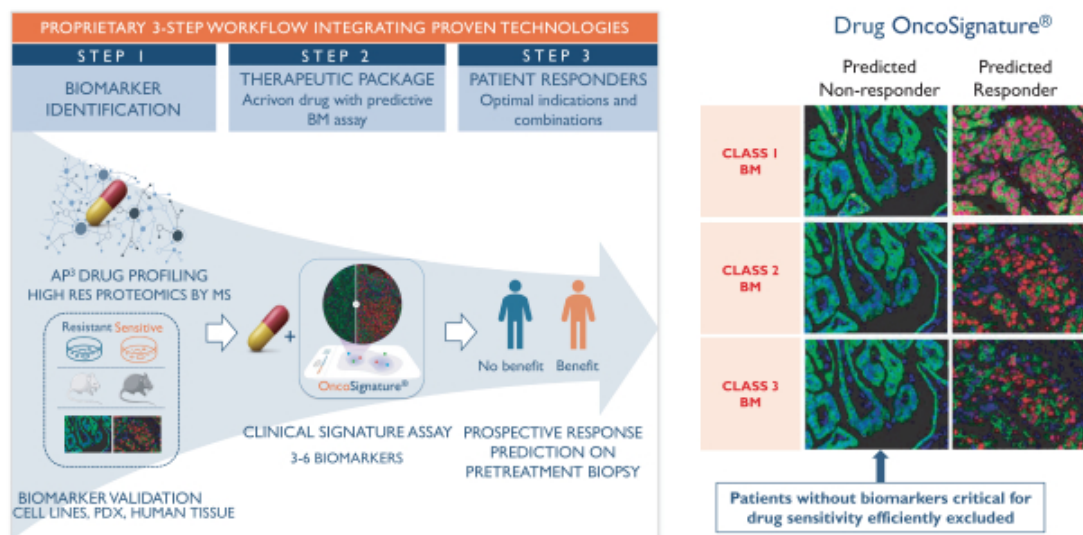 PROPRIETARY 3-STEP WORKFLOW INTEGRATING PROVEN TECHNOLOGIES
STEP 1
BIOMARKER
IDENTIFICATION
STEP 2
THERAPEUTIC PACKAGE
Acrivon drug with predictive
BM assay
STEP 3
PATIENT RESPONDERS
Optimal indications and
combinations
AP³ DRUG PROFILING
HIGH RES PROTEOMICS BY MS
Resistant Sensitive
BIOMARKER VALIDATION
CELL LINES, PDX, HUMAN TISSUE
+
OncoSignature®
CLINICAL SIGNATURE ASSAY
3-6 BIOMARKERS
No benefit
Benefit
PROSPECTIVE RESPONSE
PREDICTION ON
PRETREATMENT BIOPSY
Drug OncoSignature®
Predicted
Non-responder
Predicted
Responder
CLASS 1
BM
CLASS 2
BM
CLASS 3
BM
Patients without biomarkers critical for
drug sensitivity efficiently excluded